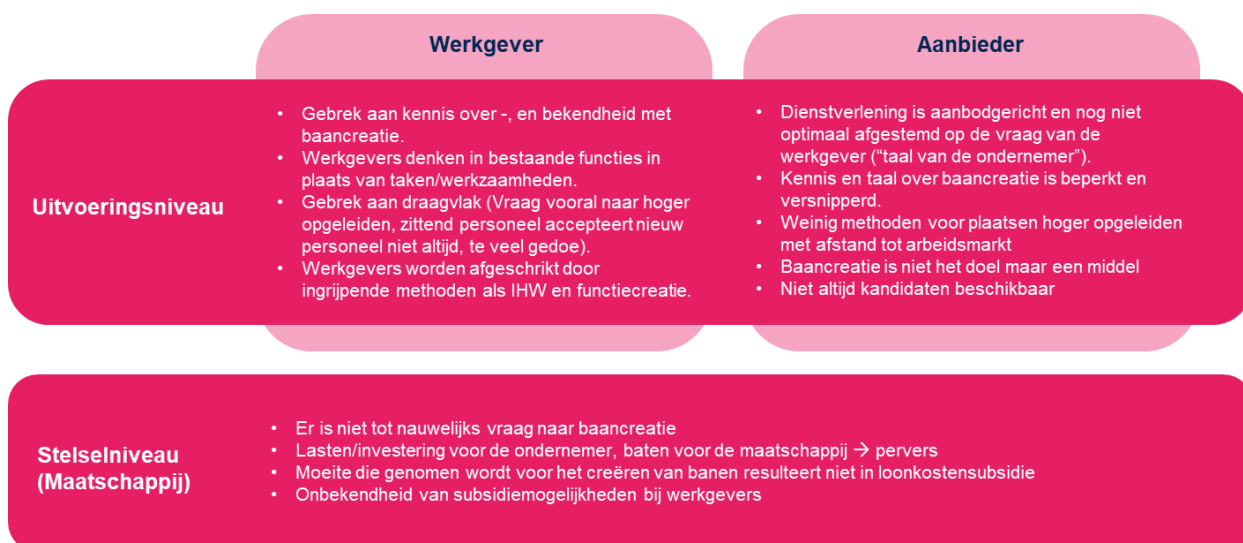 Werkgever
Aanbieder
Uitvoeringsniveau
• Gebrek aan kennis over -, en bekendheid met
baancreatie.
• Werkgevers denken in bestaande functies in
plaats van taken/werkzaamheden.
• Gebrek aan draagvlak (Vraag vooral naar hoger
opgeleiden, zittend personeel accepteert nieuw
personeel niet altijd, te veel gedoe).
• Werkgevers worden afgeschrikt door
ingrijpende methoden als IHW en functiecreatie.
• Dienstverlening is aanbodgericht en nog niet
optimaal afgestemd op de vraag van de
werkgever (“taal van de ondernemer”).
• Kennis en taal over baancreatie is beperkt en
versnipperd.
• Weinig methoden voor plaatsen hoger opgeleiden
met afstand tot arbeidsmarkt
• Baancreatie is niet het doel maar een middel
• Niet altijd kandidaten beschikbaar
Stelselniveau
(Maatschappij)
• Er is niet tot nauwelijks vraag naar baancreatie
• Lasten/investering voor de ondernemer, baten voor de maatschappij → pervers
• Moeite die genomen wordt voor het creëren van banen resulteert niet in loonkostensubsidie
• Onbekendheid van subsidiemogelijkheden bij werkgevers